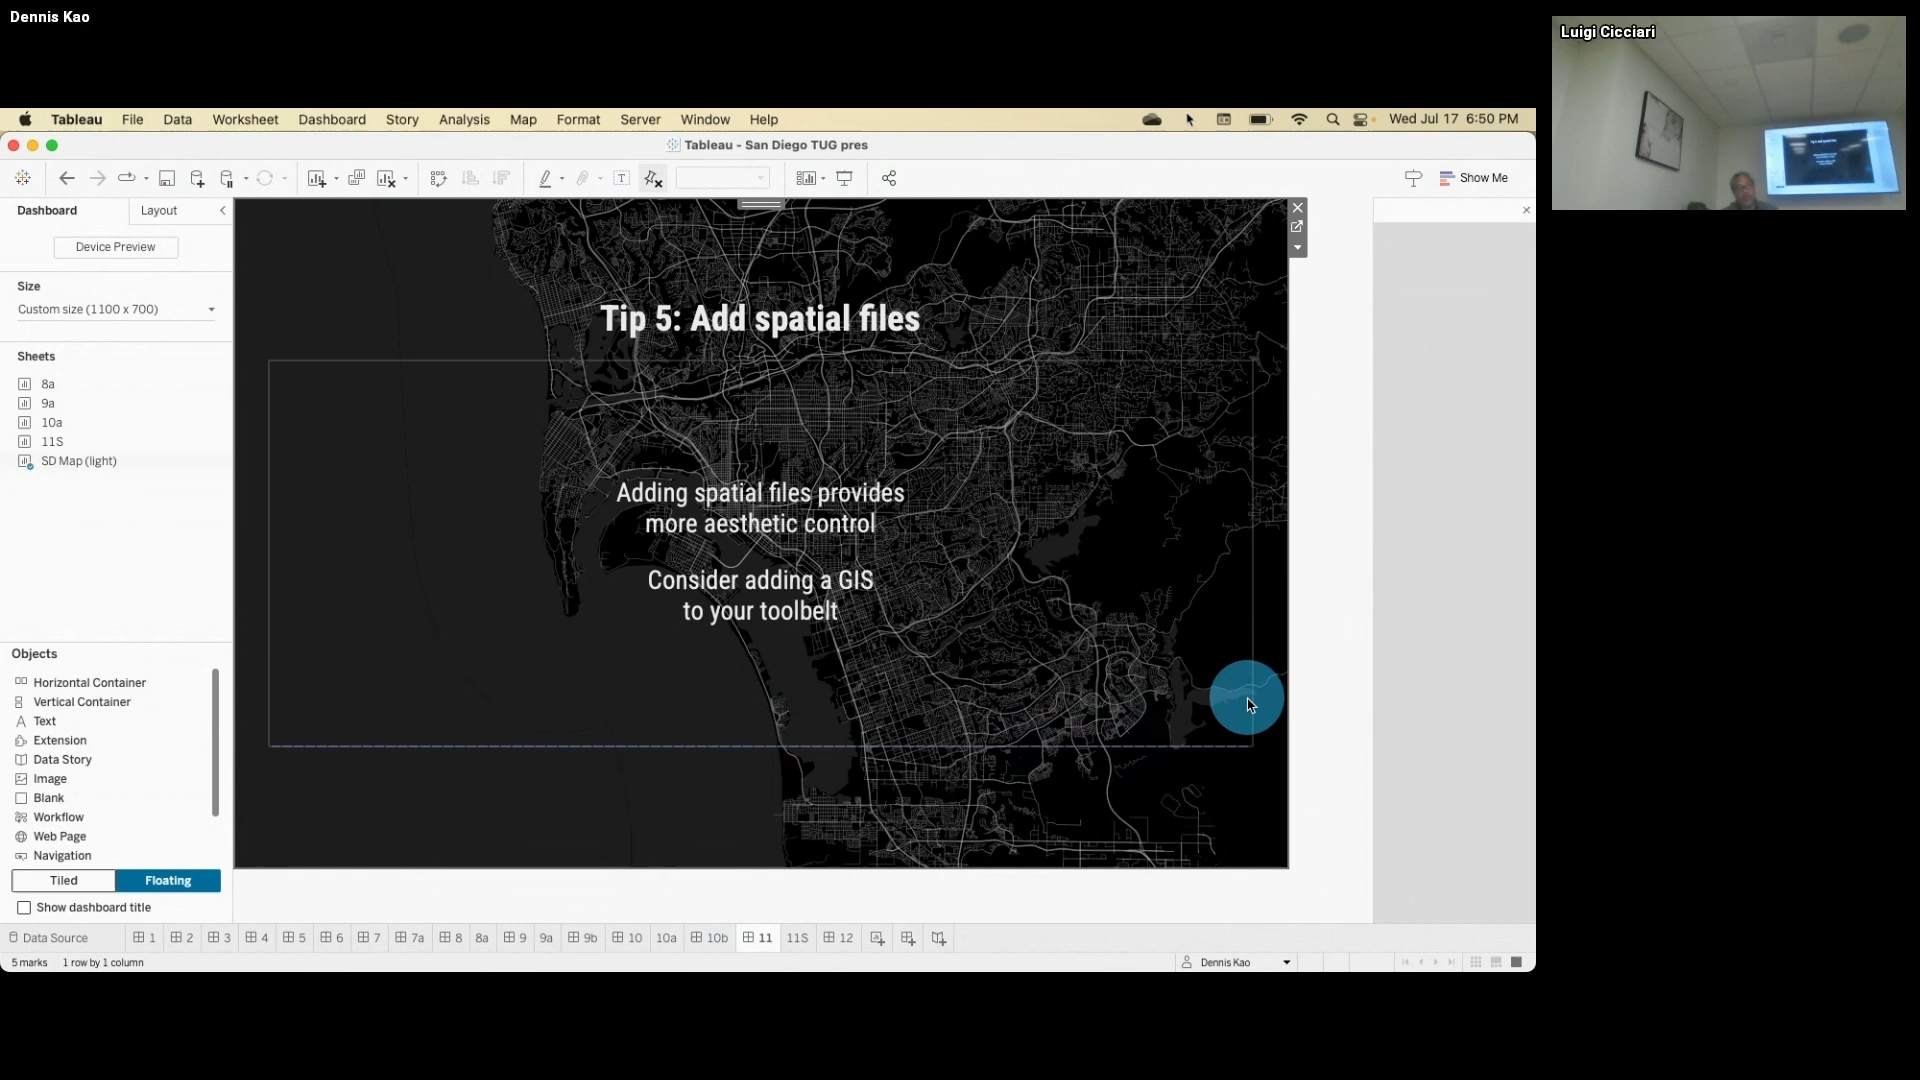 Dennis Kao
Luigi Cicciari
Tableau File Data Worksheet Dashboard Story Analysis Map Format Server Window Help Wed Jul 17 6:50 PM
Tableau - San Diego TUG pres
Show Me
Dashboard Layout
Device Preview
Size
Custom size (1100 x 700)
Sheets
8a
9a
10a
11S
SD Map (light)
Tip 5: Add spatial files
Adding spatial files provides
more aesthetic control
Consider adding a GIS
to your toolbelt
Objects
Horizontal Container
Vertical Container
Text
Extension
Data Story
Image
Blank
Workflow
Web Page
Navigation
Tiled Floating
Show dashboard title
Data Source 1 2 3 4 5 6 7 7a 8 8a 9 9a 9b 10 10a 10b 11 11S 12
5 marks 1 row by 1 column Dennis Kao